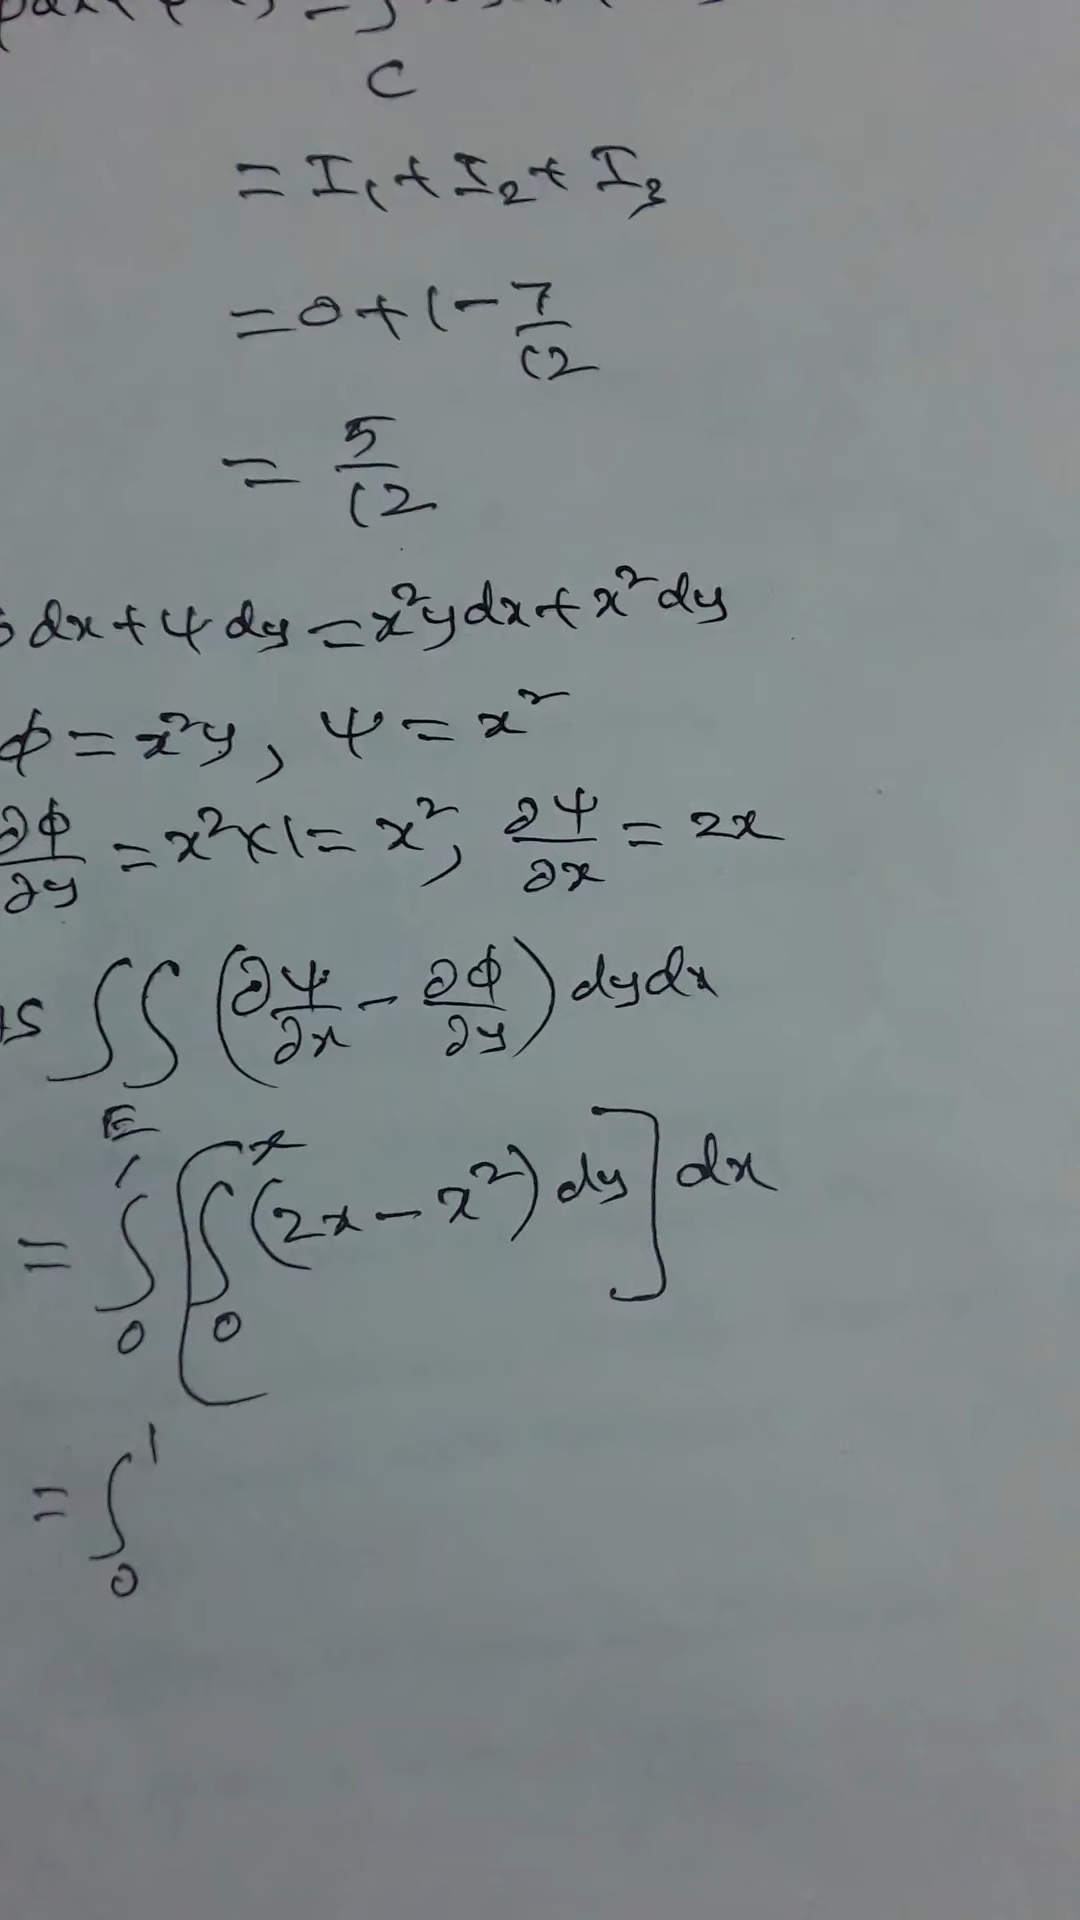 C
= I₁ + I₂ + I₃
= 0 + 1 - 7/12
= 5/12
dx + ψ dy = x²y dx + x² dy
ϕ = x²y, ψ = x²
∂ϕ/∂y = x² × 1 = x², ∂ψ/∂x = 2x
∫∫ (∂ψ/∂x - ∂ϕ/∂y) dy dx
E
= ∫₀¹ [∫₀ˣ (2x - x²) dy] dx
= ∫₀¹